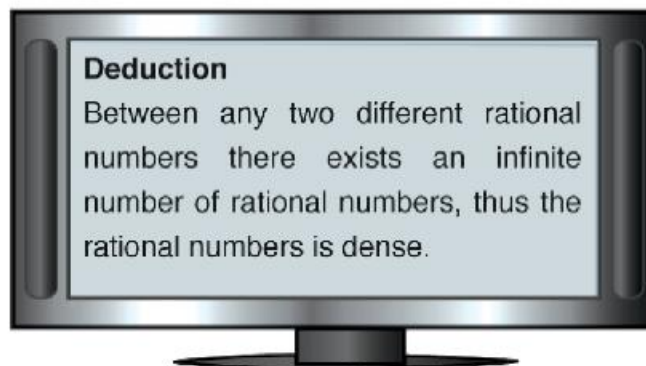 Deduction
Between any two different rational
numbers there exists an infinite
number of rational numbers, thus the
rational numbers is dense.